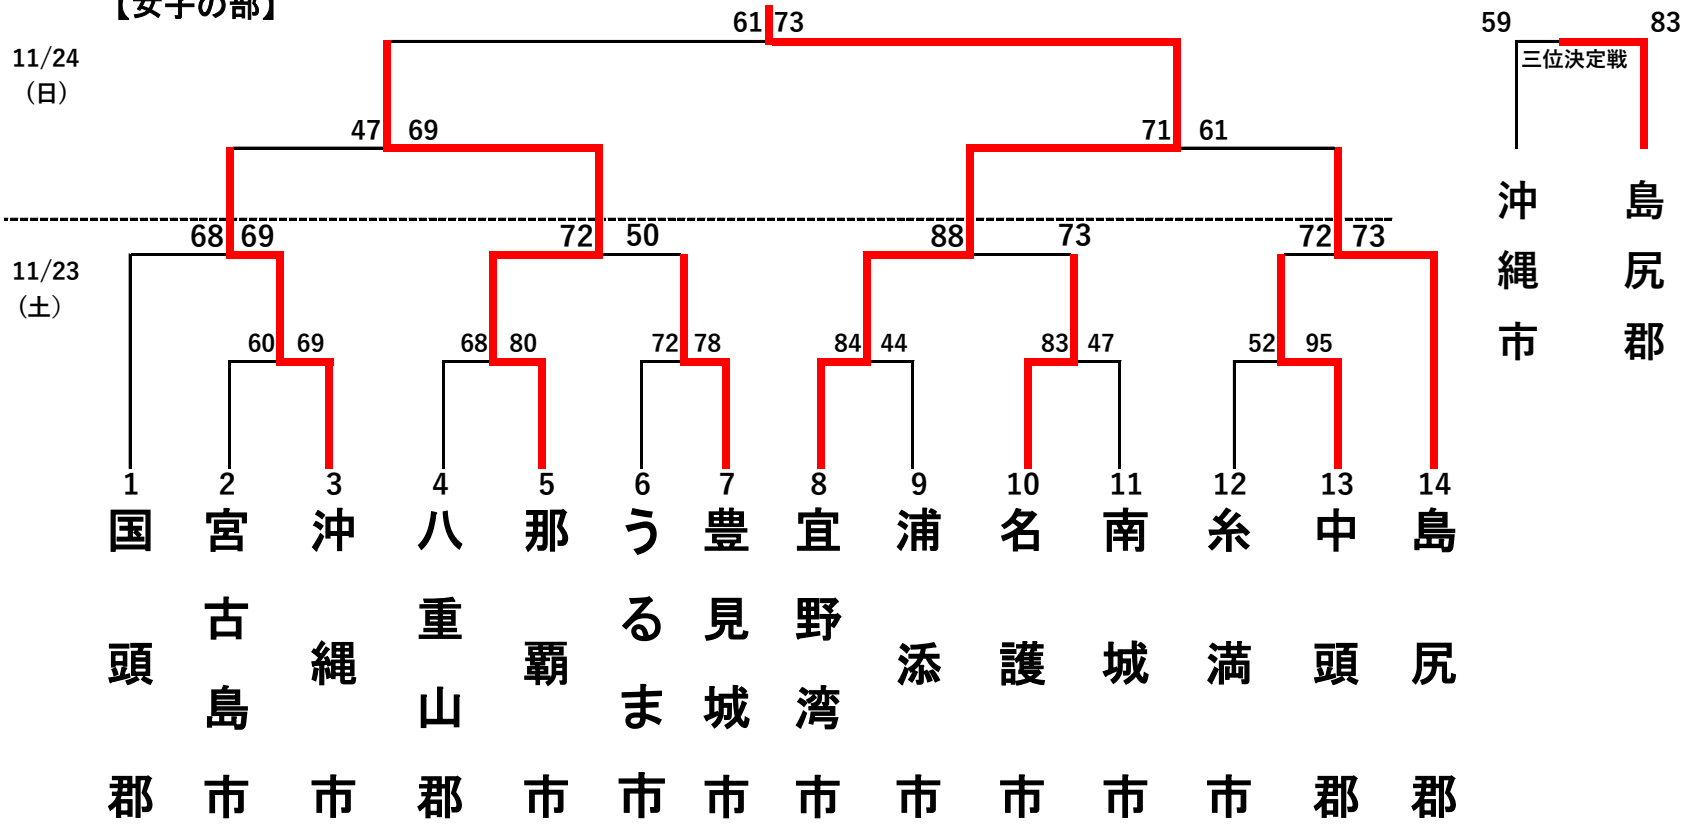 【女子の部】
61 73
59 83
11/24
（日）
三位決定戦
47 69
71 61
沖縄市
島尻郡
68 69
72 50
88 73
72 73
11/23
（土）
60 69
68 80
72 78
84 44
83 47
52 95
1 2 3 4 5 6 7 8 9 10 11 12 13 14
国頭郡
宮古島市
沖縄市
八重山郡
那覇市
うるま市
豊見城市
宜野湾市
浦添市
名護市
南城市
糸満市
中頭郡
島尻郡